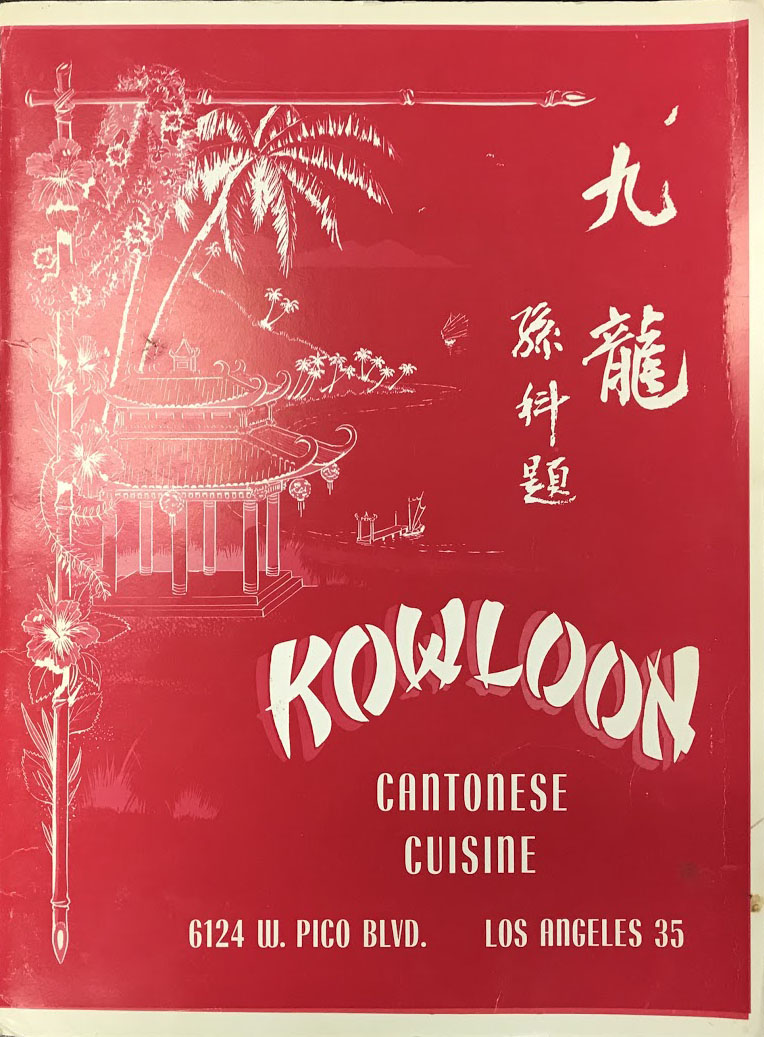 九龍
孫科題
KOWLOON
CANTONESE
CUISINE
6124 W. PICO BLVD. LOS ANGELES 35